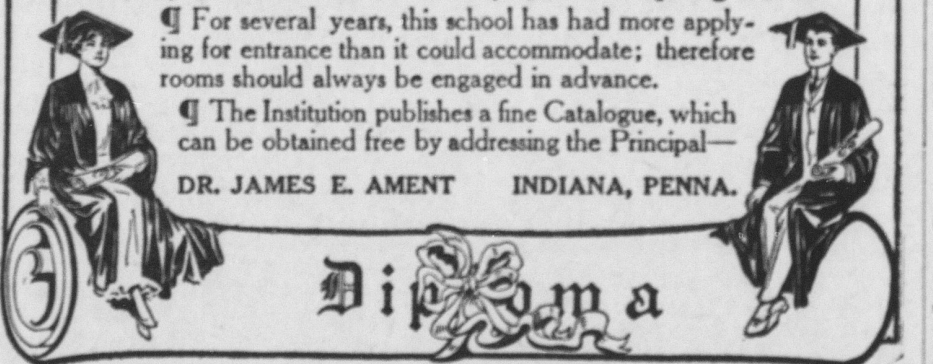 ¶ For several years, this school has had more apply-
ing for entrance than it could accommodate; therefore
rooms should always be engaged in advance.
¶ The Institution publishes a fine Catalogue, which
can be obtained free by addressing the Principal—
DR. JAMES E. AMENT INDIANA, PENNA.
Diploma